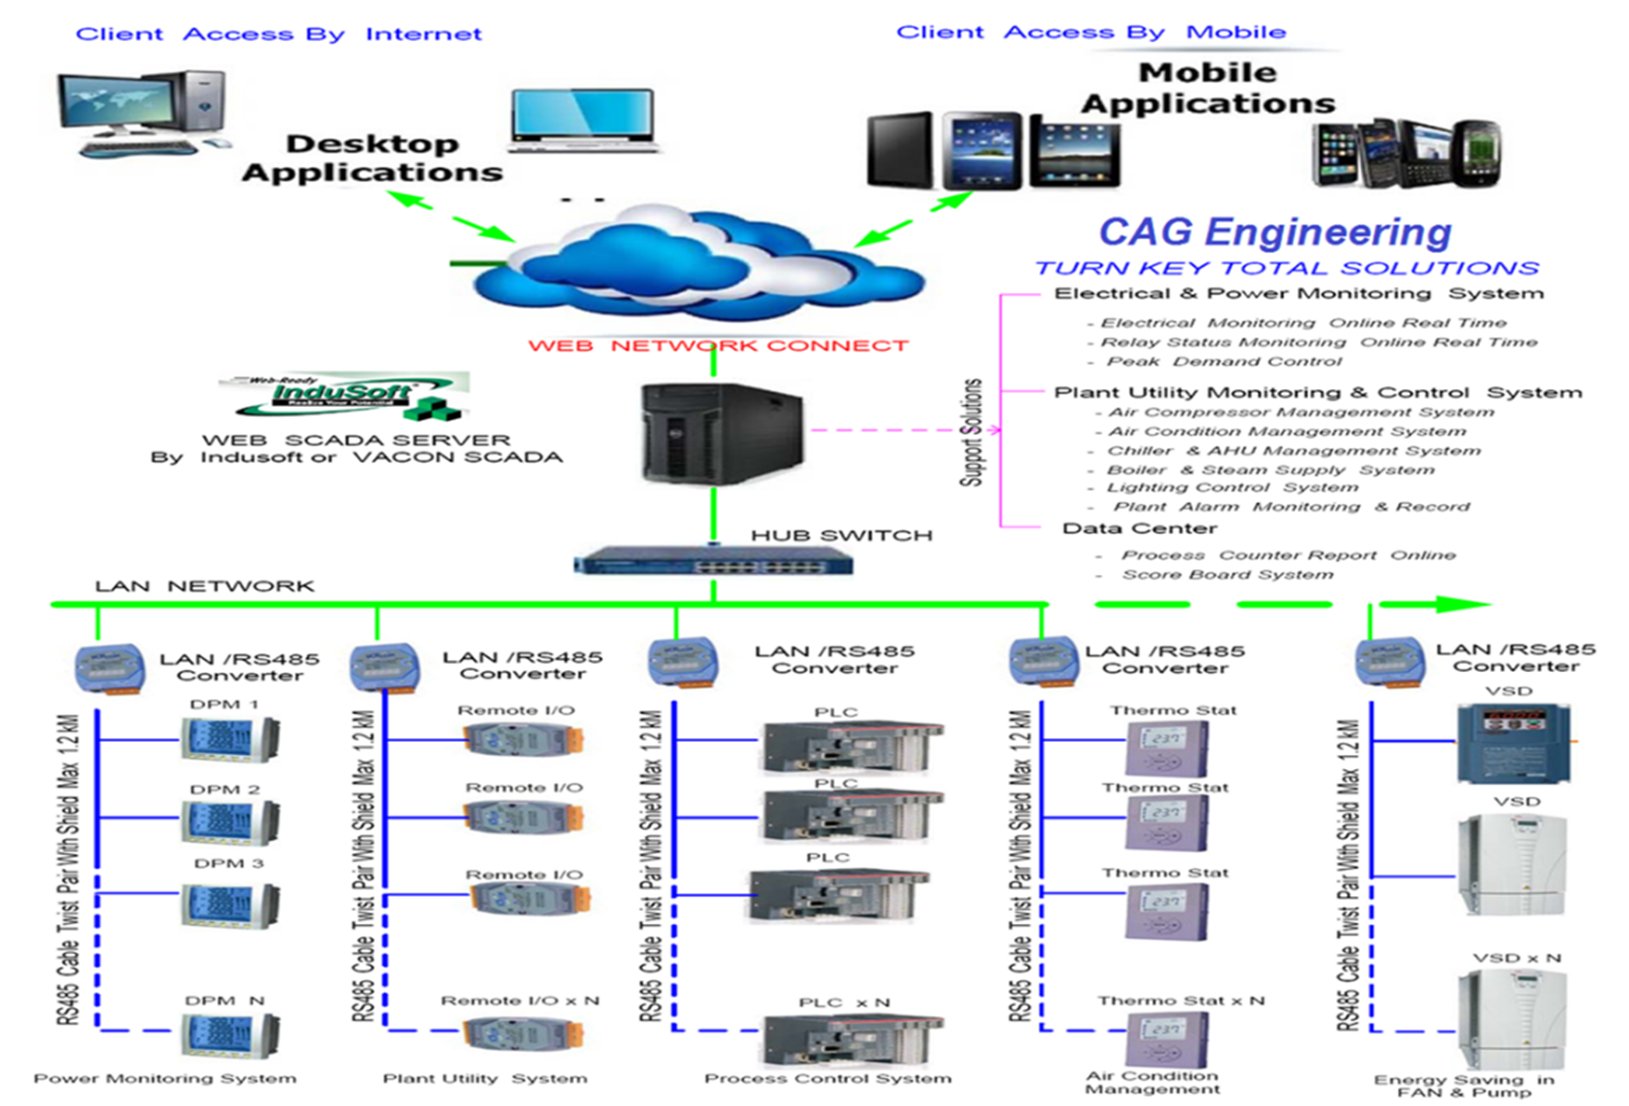 Client Access By Internet
Client Access By Mobile
Mobile
Applications
Desktop
Applications
CAG Engineering
TURN KEY TOTAL SOLUTIONS
Electrical & Power Monitoring System
- Electrical Monitoring Online Real Time
- Relay Status Monitoring Online Real Time
- Peak Demand Control
WEB NETWORK CONNECT
Web-Ready
InduSoft
WEB SCADA SERVER
By Indusoft or VACON SCADA
Support Solutions
Plant Utility Monitoring & Control System
- Air Compressor Management System
- Air Condition Management System
- Chiller & AHU Management System
- Boiler & Steam Supply System
- Lighting Control System
- Plant Alarm Monitoring & Record
Data Center
- Process Counter Report Online
- Score Board System
HUB SWITCH
LAN NETWORK
LAN /RS485
Converter
DPM 1
DPM 2
DPM 3
DPM N
RS485 Cable Twist Pair With Shield Max 1.2 kM
Power Monitoring System
LAN /RS485
Converter
Remote I/O
Remote I/O
Remote I/O
Remote I/O x N
RS485 Cable Twist Pair With Shield Max 1.2 kM
Plant Utility System
LAN /RS485
Converter
PLC
PLC
PLC
PLC x N
RS485 Cable Twist Pair With Shield Max 1.2 kM
Process Control System
LAN /RS485
Converter
Thermo Stat
Thermo Stat
Thermo Stat
Thermo Stat x N
RS485 Cable Twist Pair With Shield Max 1.2 kM
Air Condition
Management
LAN /RS485
Converter
VSD
VSD
VSD x N
RS485 Cable Twist Pair With Shield Max 1.2 kM
Energy Saving in
FAN & Pump